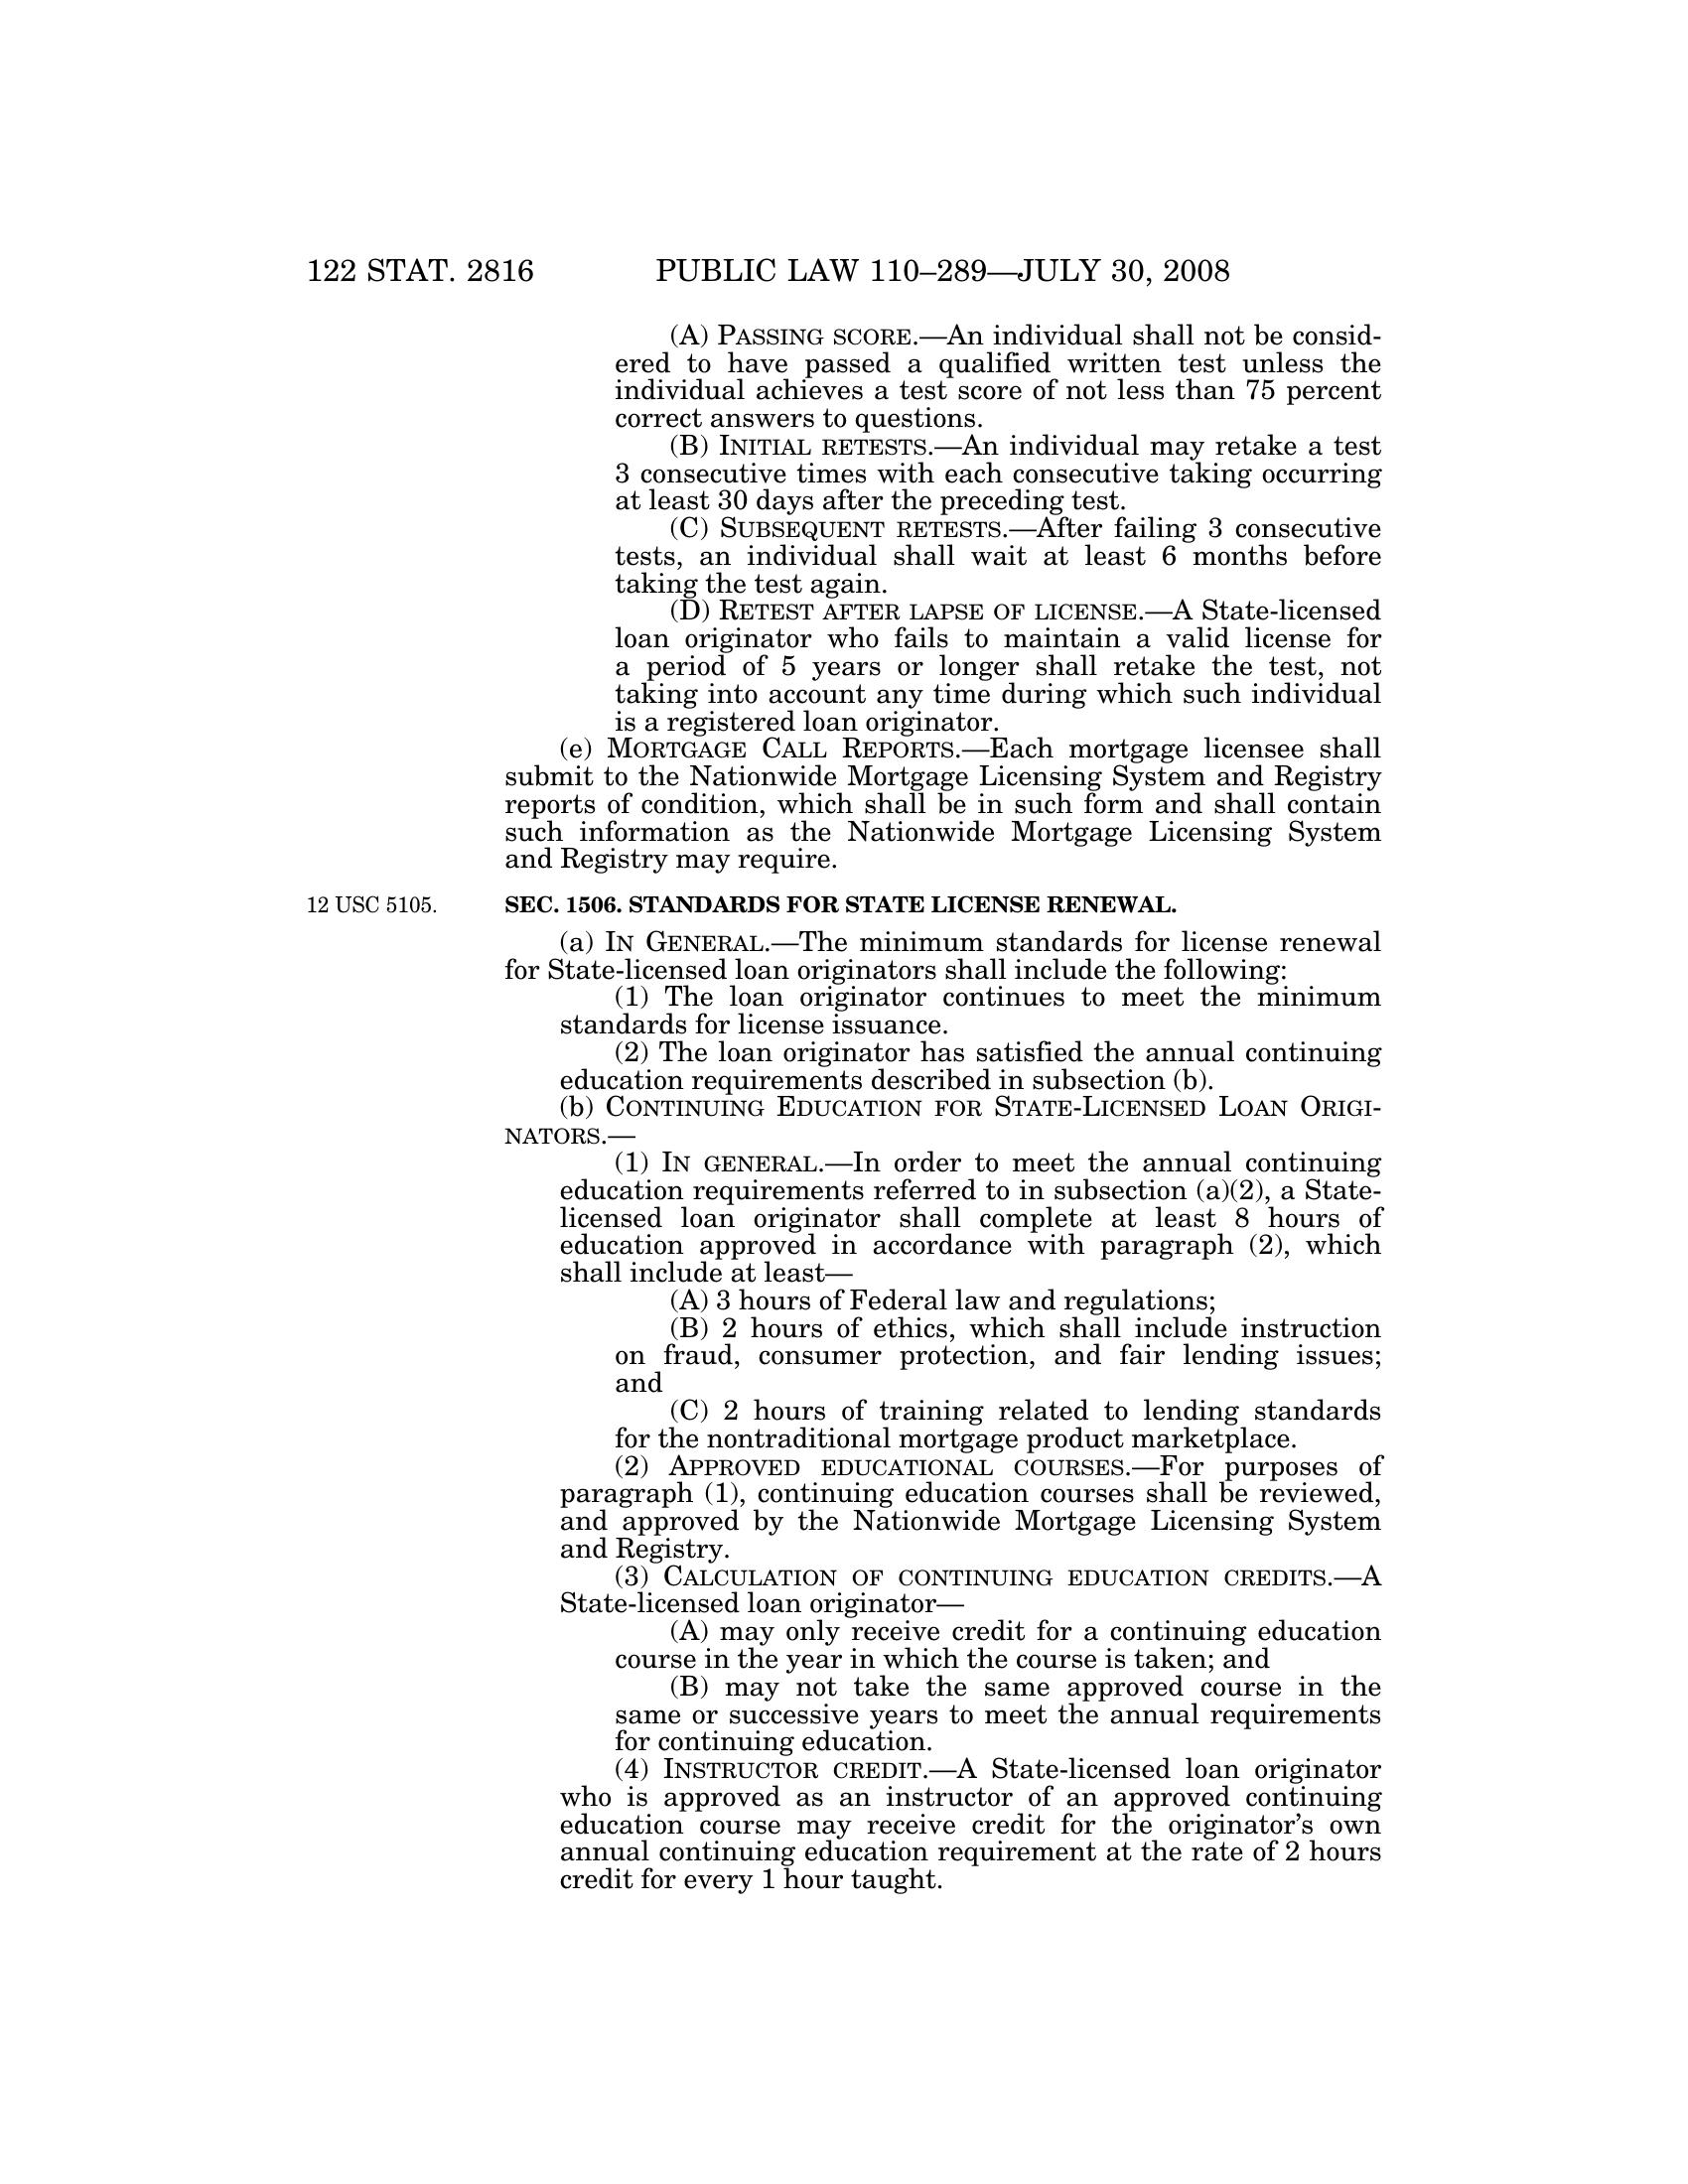 122 STAT. 2816 PUBLIC LAW 110–289—JULY 30, 2008
(A) PASSING SCORE.—An individual shall not be consid-
ered to have passed a qualified written test unless the
individual achieves a test score of not less than 75 percent
correct answers to questions.
(B) INITIAL RETESTS.—An individual may retake a test
3 consecutive times with each consecutive taking occurring
at least 30 days after the preceding test.
(C) SUBSEQUENT RETESTS.—After failing 3 consecutive
tests, an individual shall wait at least 6 months before
taking the test again.
(D) RETEST AFTER LAPSE OF LICENSE.—A State-licensed
loan originator who fails to maintain a valid license for
a period of 5 years or longer shall retake the test, not
taking into account any time during which such individual
is a registered loan originator.
(e) MORTGAGE CALL REPORTS.—Each mortgage licensee shall
submit to the Nationwide Mortgage Licensing System and Registry
reports of condition, which shall be in such form and shall contain
such information as the Nationwide Mortgage Licensing System
and Registry may require.
12 USC 5105. SEC. 1506. STANDARDS FOR STATE LICENSE RENEWAL.
(a) IN GENERAL.—The minimum standards for license renewal
for State-licensed loan originators shall include the following:
(1) The loan originator continues to meet the minimum
standards for license issuance.
(2) The loan originator has satisfied the annual continuing
education requirements described in subsection (b).
(b) CONTINUING EDUCATION FOR STATE-LICENSED LOAN ORIGI-
NATORS.—
(1) IN GENERAL.—In order to meet the annual continuing
education requirements referred to in subsection (a)(2), a State-
licensed loan originator shall complete at least 8 hours of
education approved in accordance with paragraph (2), which
shall include at least—
(A) 3 hours of Federal law and regulations;
(B) 2 hours of ethics, which shall include instruction
on fraud, consumer protection, and fair lending issues;
and
(C) 2 hours of training related to lending standards
for the nontraditional mortgage product marketplace.
(2) APPROVED EDUCATIONAL COURSES.—For purposes of
paragraph (1), continuing education courses shall be reviewed,
and approved by the Nationwide Mortgage Licensing System
and Registry.
(3) CALCULATION OF CONTINUING EDUCATION CREDITS.—A
State-licensed loan originator—
(A) may only receive credit for a continuing education
course in the year in which the course is taken; and
(B) may not take the same approved course in the
same or successive years to meet the annual requirements
for continuing education.
(4) INSTRUCTOR CREDIT.—A State-licensed loan originator
who is approved as an instructor of an approved continuing
education course may receive credit for the originator’s own
annual continuing education requirement at the rate of 2 hours
credit for every 1 hour taught.